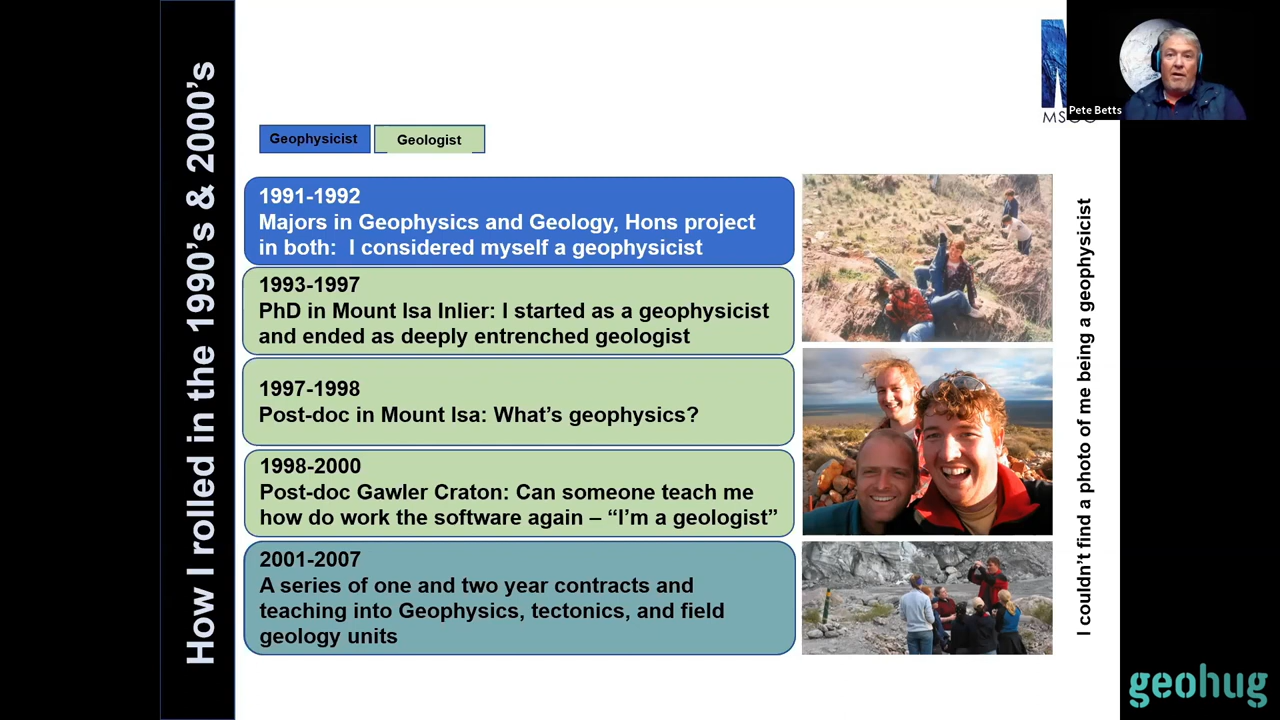 How I rolled in the 1990's & 2000's
Geophysicist
Geologist
1991-1992
Majors in Geophysics and Geology, Hons project
in both:  I considered myself a geophysicist
1993-1997
PhD in Mount Isa Inlier: I started as a geophysicist
and ended as deeply entrenched geologist
1997-1998
Post-doc in Mount Isa: What's geophysics?
1998-2000
Post-doc Gawler Craton: Can someone teach me
how do work the software again – “I'm a geologist”
2001-2007
A series of one and two year contracts and
teaching into Geophysics, tectonics, and field
geology units
I couldn't find a photo of me being a geophysicist
Pete Betts
geohug